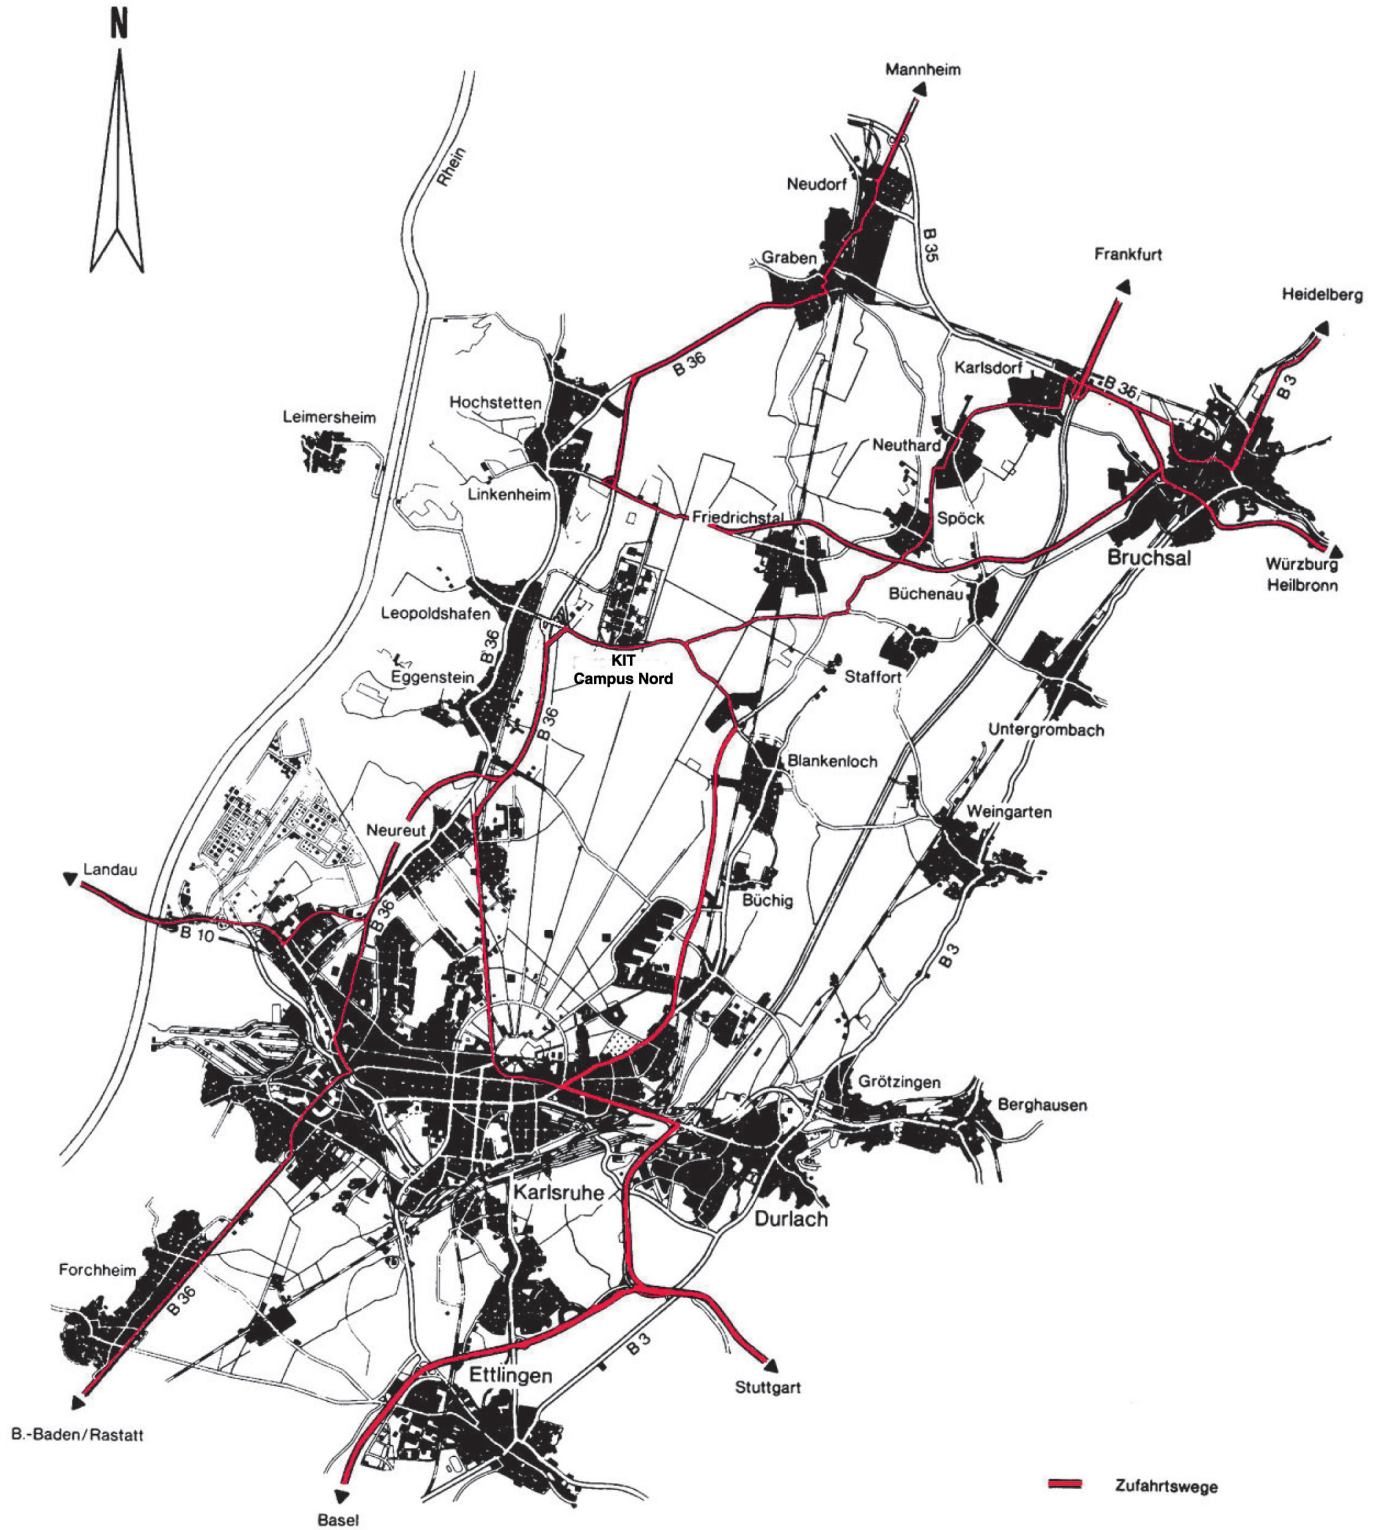 N
Mannheim
Rhein
Neudorf
B 35
Graben
Frankfurt
Heidelberg
B 36
Karlsdorf
B 35
B 3
Hochstetten
Leimersheim
Neuthard
Linkenheim
Friedrichstal
Spöck
Bruchsal
Würzburg
Heilbronn
Büchenau
Leopoldshafen
B 36
KIT
Campus Nord
Eggenstein
Staffort
B 36
Untergrombach
Blankenloch
Weingarten
Neureut
Landau
Büchig
B 36
B 10
B 3
Grötzingen
Berghausen
Karlsruhe
Durlach
Forchheim
B 36
B 3
Ettlingen
Stuttgart
B.-Baden/Rastatt
Zufahrtswege
Basel